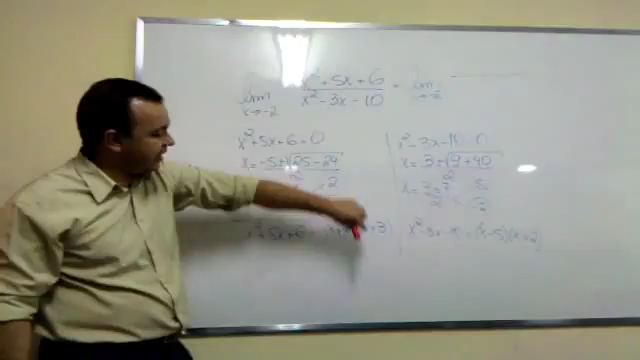 lim x→-2 x²+5x+6 / x²-3x-10 = lim x→-2
x²+5x+6=0
x = -5±√25-24 / 2
x²-3x-10 0
x = 3±√9+40 / 2
x = 3±7 / 2 5
-2
x²+5x+6 +3)
x²-3x-10=(x-5)(x+2)